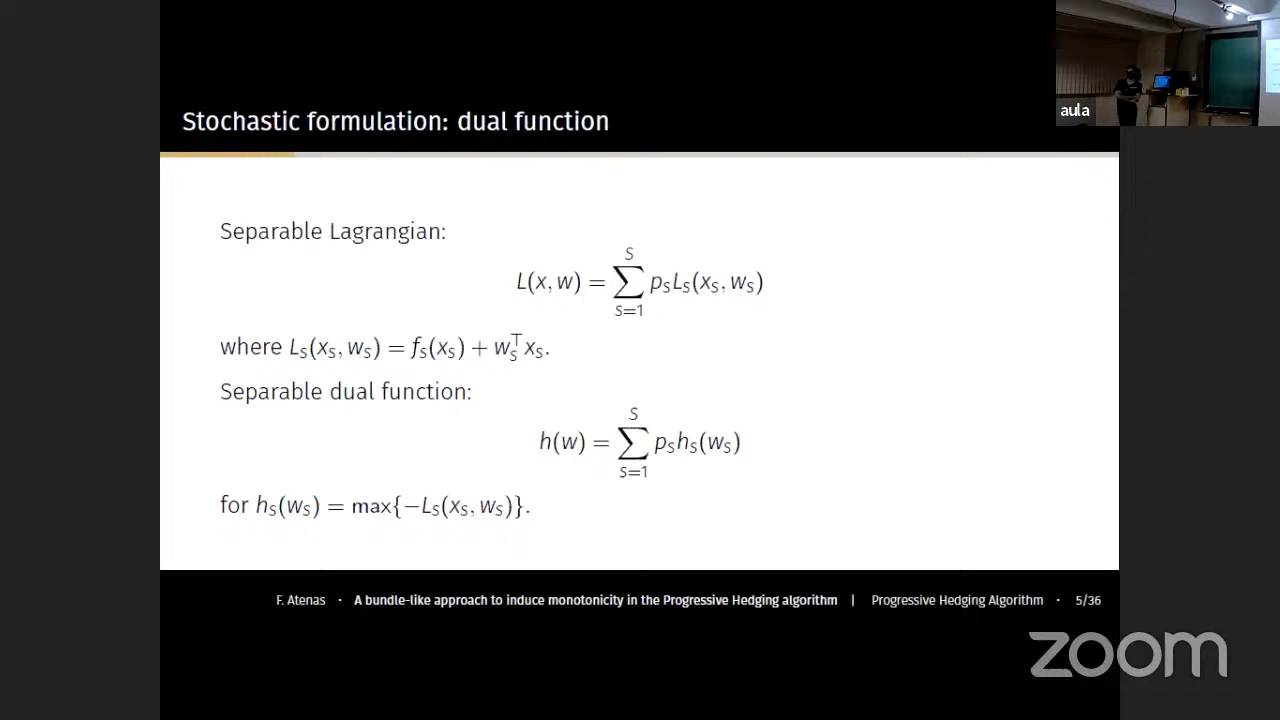 aula
Stochastic formulation: dual function
Separable Lagrangian:
L(x, w) = ∑_{s=1}^{S} p_s L_s(x_s, w_s)
where L_s(x_s, w_s) = f_s(x_s) + w_s^⊤ x_s.
Separable dual function:
h(w) = ∑_{s=1}^{S} p_s h_s(w_s)
for h_s(w_s) = max{−L_s(x_s, w_s)}.
F. Atenas · A bundle-like approach to induce monotonicity in the Progressive Hedging algorithm | Progressive Hedging Algorithm · 5/36
zoom